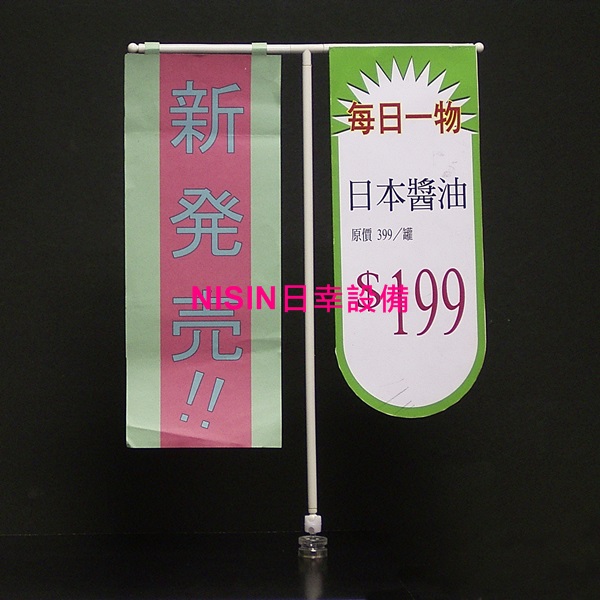 新発売!!
每日一物
日本醬油
原價 399／罐
$199
NISIN日幸設備